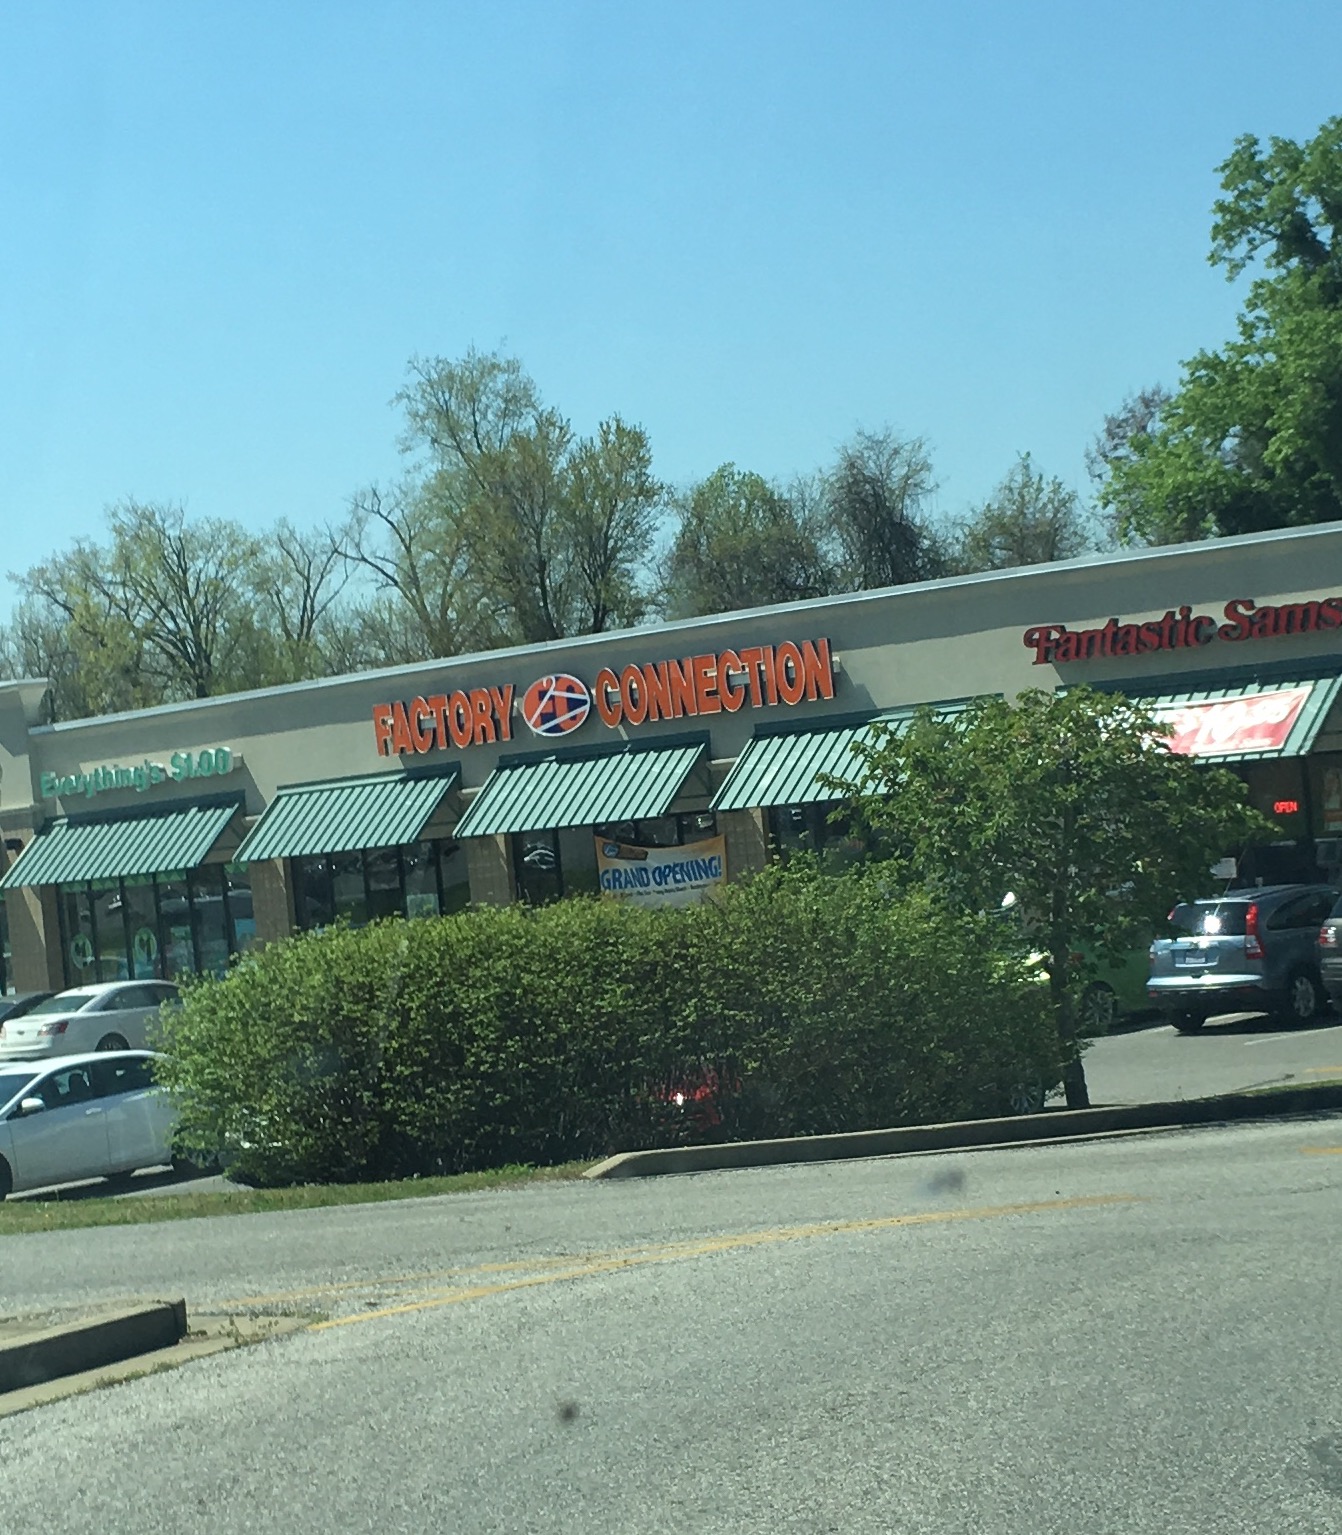 Everything's $1.00
FACTORY FC CONNECTION
Fantastic Sams
GRAND OPENING!
OPEN